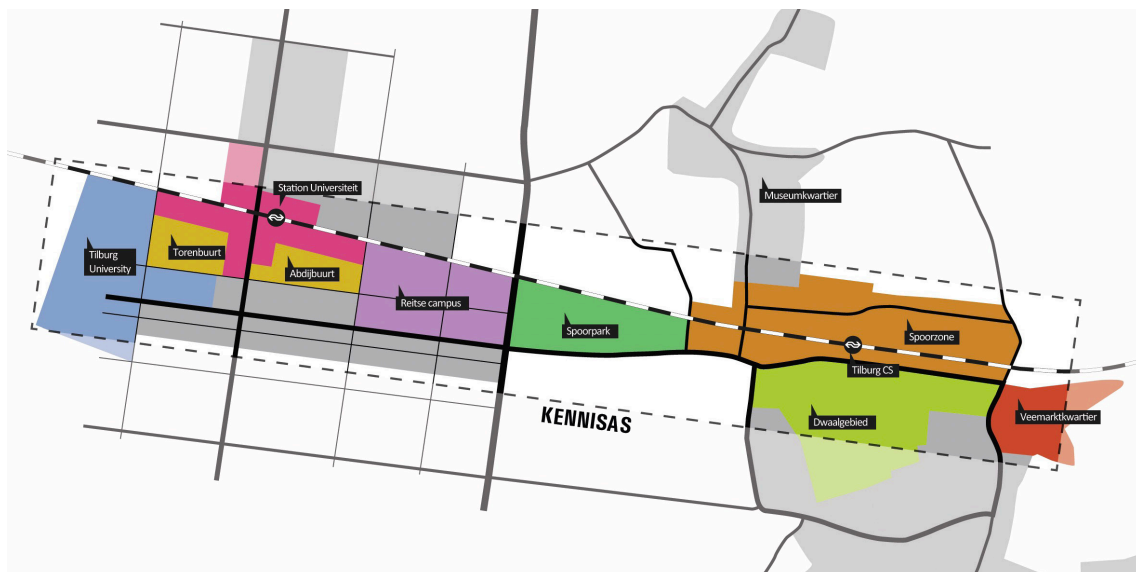 Station Universiteit
Museumkwartier
Torenbuurt
Tilburg
University
Abdijbuurt
Reitse campus
Spoorpark
Spoorzone
Tilburg CS
KENNISAS
Dwaalgebied
Veemarktkwartier